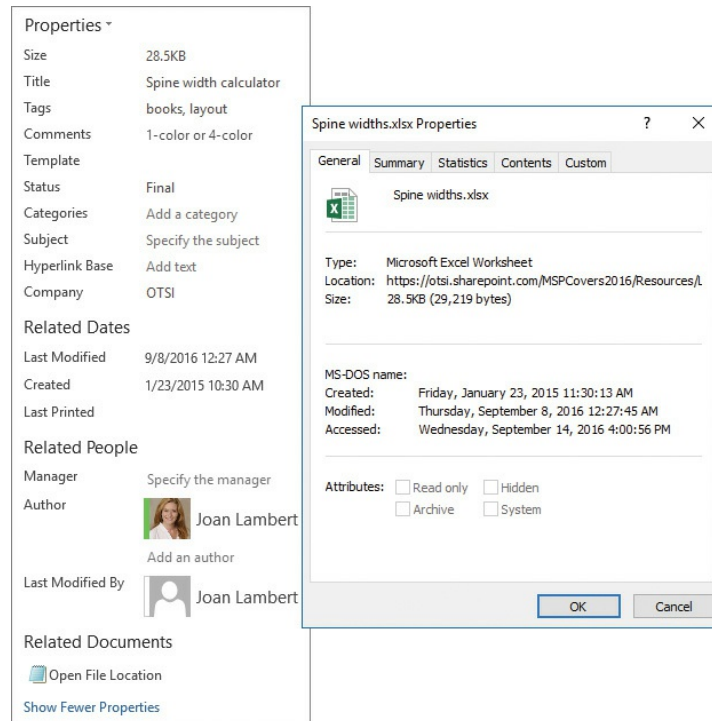 Properties
Size 28.5KB
Title Spine width calculator
Tags books, layout
Comments 1-color or 4-color
Template
Status Final
Categories Add a category
Subject Specify the subject
Hyperlink Base Add text
Company OTSI
Related Dates
Last Modified 9/8/2016 12:27 AM
Created 1/23/2015 10:30 AM
Last Printed
Related People
Manager Specify the manager
Author Joan Lambert
Add an author
Last Modified By Joan Lambert
Related Documents
Open File Location
Show Fewer Properties
Spine widths.xlsx Properties ? X
General Summary Statistics Contents Custom
Spine widths.xlsx
Type: Microsoft Excel Worksheet
Location: https://otsi.sharepoint.com/MSPCovers2016/Resources/L
Size: 28.5KB (29,219 bytes)
MS-DOS name:
Created: Friday, January 23, 2015 11:30:13 AM
Modified: Thursday, September 8, 2016 12:27:45 AM
Accessed: Wednesday, September 14, 2016 4:00:56 PM
Attributes: Read only Hidden
Archive System
OK Cancel